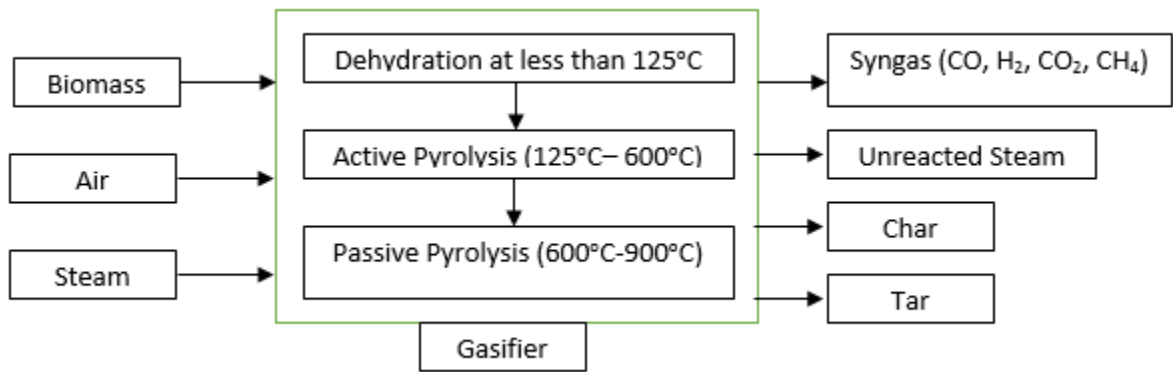 Biomass
Air
Steam
Dehydration at less than 125°C
Active Pyrolysis (125°C– 600°C)
Passive Pyrolysis (600°C-900°C)
Gasifier
Syngas (CO, H₂, CO₂, CH₄)
Unreacted Steam
Char
Tar